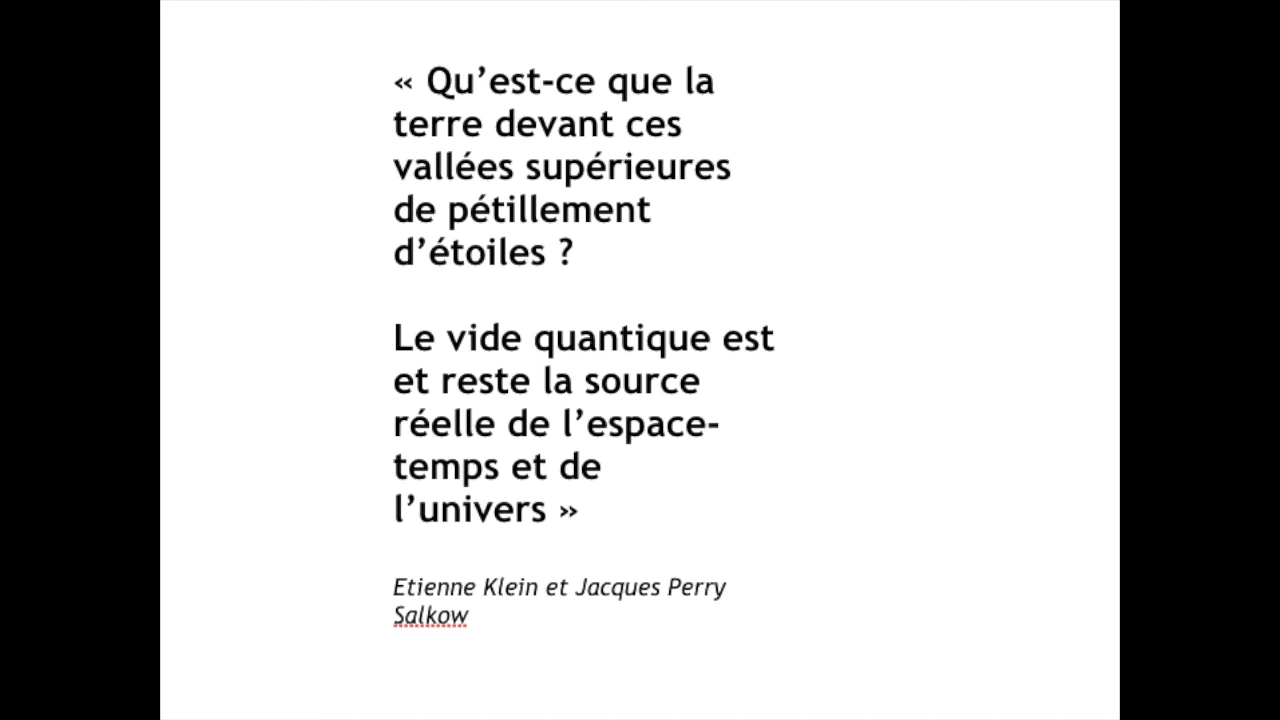 « Qu’est-ce que la
terre devant ces
vallées supérieures
de pétillement
d’étoiles ?
Le vide quantique est
et reste la source
réelle de l’espace-
temps et de
l’univers »
Etienne Klein et Jacques Perry
Salkow